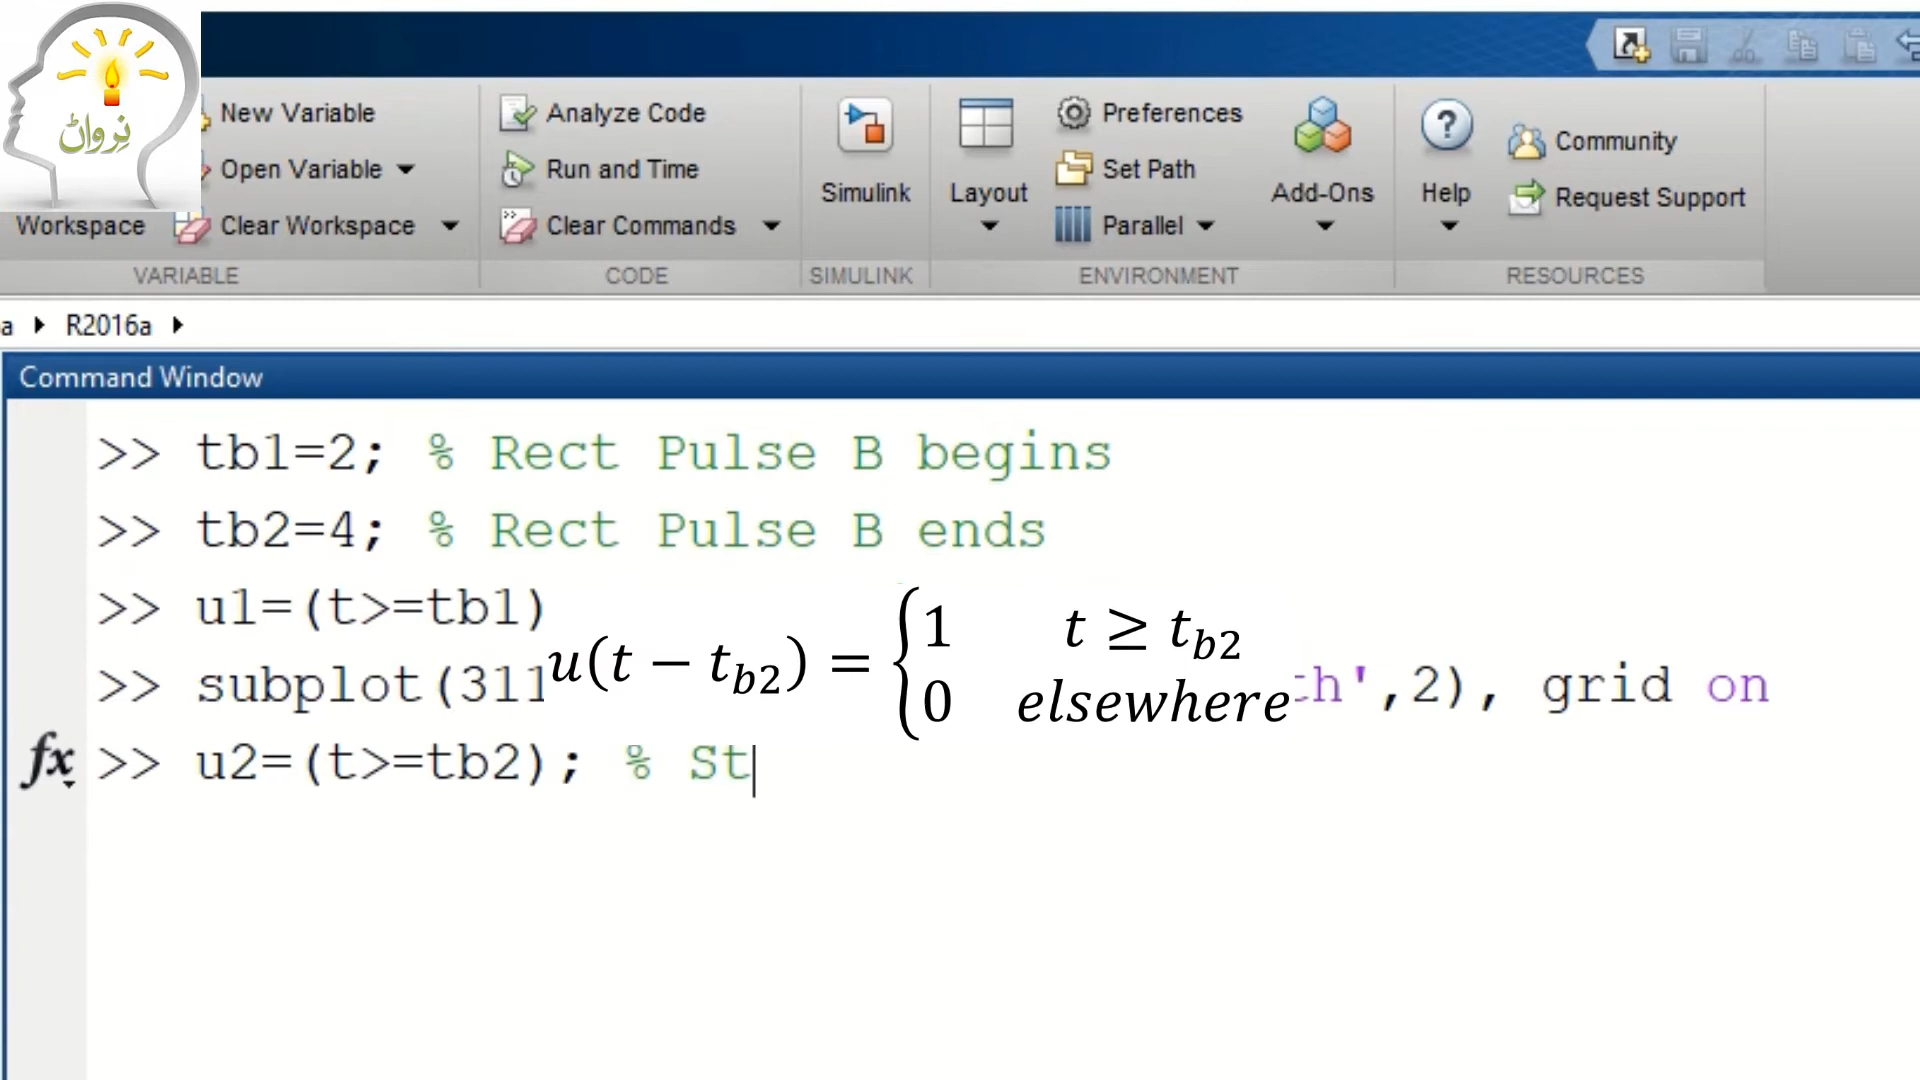 نِروان
New Variable
Analyze Code
Preferences
Community
Open Variable
Run and Time
Simulink
Layout
Set Path
Add-Ons
Help
Request Support
Workspace
Clear Workspace
Clear Commands
Parallel
VARIABLE
CODE
SIMULINK
ENVIRONMENT
RESOURCES
a ▸ R2016a ▸
Command Window
>> tb1=2; % Rect Pulse B begins
>> tb2=4; % Rect Pulse B ends
>> u1=(t>=tb1)
u(t − t_b2) = { 1 t ≥ t_b2
0 elsewhere
>> subplot(311 h',2), grid on
fx >> u2=(t>=tb2); % St